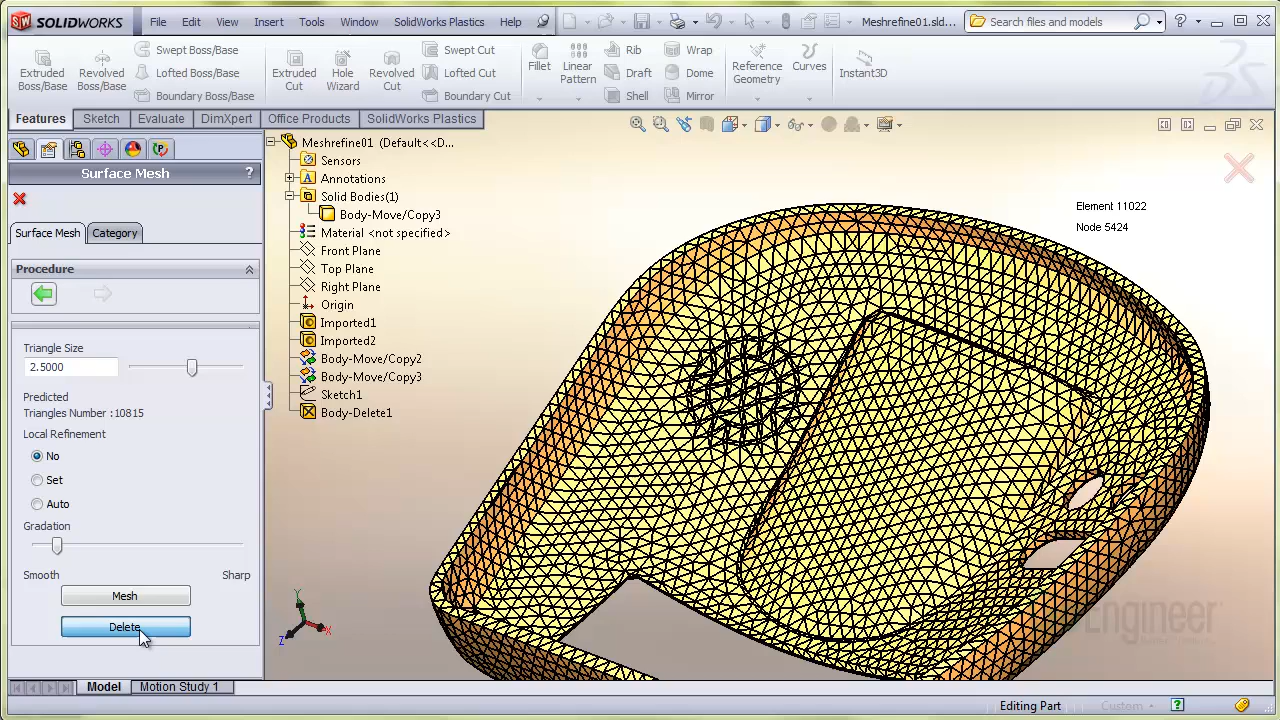 SOLIDWORKS
File Edit View Insert Tools Window SolidWorks Plastics Help
Meshrefine01.sld...
Search files and models
Extruded Boss/Base
Revolved Boss/Base
Swept Boss/Base
Lofted Boss/Base
Boundary Boss/Base
Extruded Cut
Hole Wizard
Revolved Cut
Swept Cut
Lofted Cut
Boundary Cut
Fillet
Linear Pattern
Rib
Draft
Shell
Wrap
Dome
Mirror
Reference Geometry
Curves
Instant3D
Features Sketch Evaluate DimXpert Office Products SolidWorks Plastics
Surface Mesh ?
Surface Mesh Category
Procedure
Triangle Size
2.5000
Predicted
Triangles Number :10815
Local Refinement
No
Set
Auto
Gradation
Smooth Sharp
Mesh
Delete
Meshrefine01 (Default<<D...
Sensors
Annotations
Solid Bodies(1)
Body-Move/Copy3
Material <not specified>
Front Plane
Top Plane
Right Plane
Origin
Imported1
Imported2
Body-Move/Copy2
Body-Move/Copy3
Sketch1
Body-Delete1
Element 11022
Node 5424
Y
X
Z
Engineer
Model Motion Study 1
Editing Part
Custom